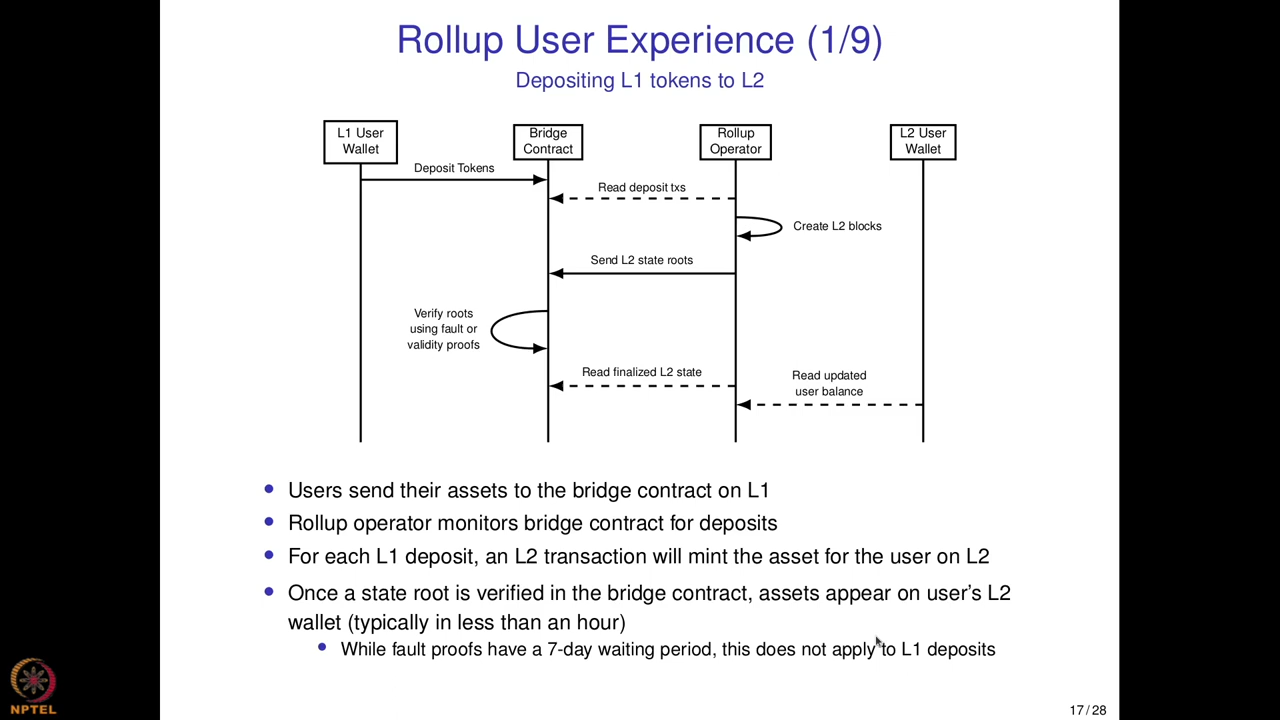 Rollup User Experience (1/9)
Depositing L1 tokens to L2
L1 User
Wallet
Bridge
Contract
Rollup
Operator
L2 User
Wallet
Deposit Tokens
Read deposit txs
Create L2 blocks
Send L2 state roots
Verify roots
using fault or
validity proofs
Read finalized L2 state
Read updated
user balance
• Users send their assets to the bridge contract on L1
• Rollup operator monitors bridge contract for deposits
• For each L1 deposit, an L2 transaction will mint the asset for the user on L2
• Once a state root is verified in the bridge contract, assets appear on user's L2
wallet (typically in less than an hour)
• While fault proofs have a 7-day waiting period, this does not apply to L1 deposits
NPTEL
17 / 28